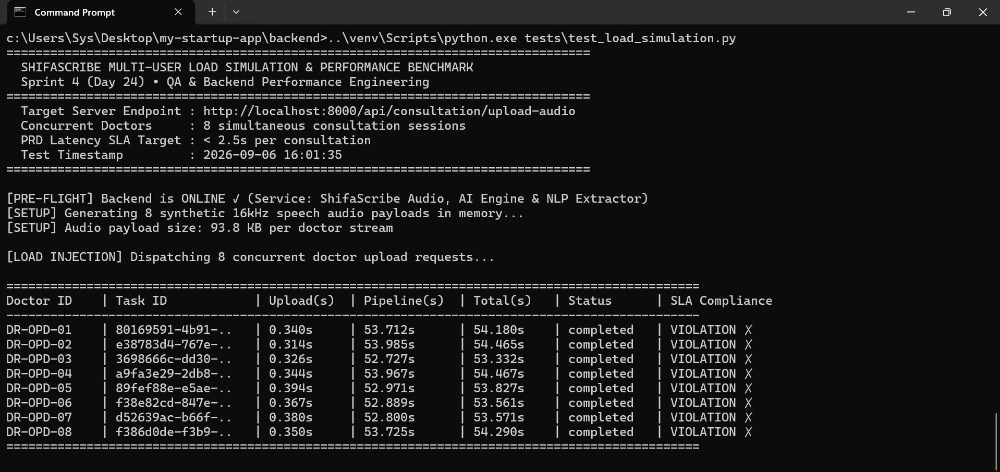 Command Prompt
c:\Users\Sys\Desktop\my-startup-app\backend>..\venv\Scripts\python.exe tests\test_load_simulation.py
================================================================================
  SHIFASCRIBE MULTI-USER LOAD SIMULATION & PERFORMANCE BENCHMARK
  Sprint 4 (Day 24) • QA & Backend Performance Engineering
================================================================================
  Target Server Endpoint : http://localhost:8000/api/consultation/upload-audio
  Concurrent Doctors     : 8 simultaneous consultation sessions
  PRD Latency SLA Target : < 2.5s per consultation
  Test Timestamp         : 2026-09-06 16:01:35
================================================================================
[PRE-FLIGHT] Backend is ONLINE ✓ (Service: ShifaScribe Audio, AI Engine & NLP Extractor)
[SETUP] Generating 8 synthetic 16kHz speech audio payloads in memory...
[SETUP] Audio payload size: 93.8 KB per doctor stream
[LOAD INJECTION] Dispatching 8 concurrent doctor upload requests...
===============================================================================================
Doctor ID    | Task ID            | Upload(s)  | Pipeline(s)  | Total(s)   | Status      | SLA Compliance
-----------------------------------------------------------------------------------------------
DR-OPD-01    | 80169591-4b91-..   | 0.340s     | 53.712s      | 54.180s    | completed   | VIOLATION ✗
DR-OPD-02    | e38783d4-767e-..   | 0.314s     | 53.985s      | 54.465s    | completed   | VIOLATION ✗
DR-OPD-03    | 3698666c-dd30-..   | 0.326s     | 52.727s      | 53.332s    | completed   | VIOLATION ✗
DR-OPD-04    | a9fa3e29-2db8-..   | 0.344s     | 53.967s      | 54.467s    | completed   | VIOLATION ✗
DR-OPD-05    | 89fef88e-e5ae-..   | 0.394s     | 52.971s      | 53.827s    | completed   | VIOLATION ✗
DR-OPD-06    | f38e82cd-847e-..   | 0.367s     | 52.889s      | 53.561s    | completed   | VIOLATION ✗
DR-OPD-07    | d52639ac-b66f-..   | 0.380s     | 52.800s      | 53.571s    | completed   | VIOLATION ✗
DR-OPD-08    | f386d0de-f3b9-..   | 0.350s     | 53.725s      | 54.290s    | completed   | VIOLATION ✗
===============================================================================================